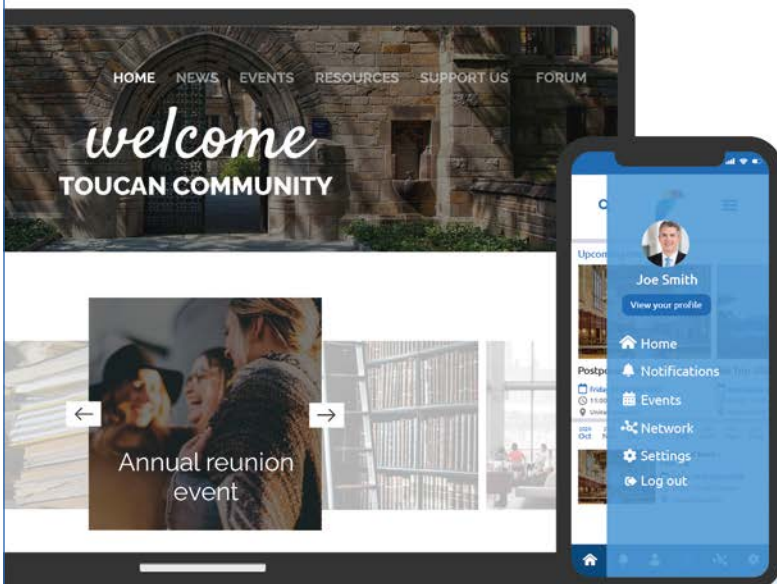 HOME NEWS EVENTS RESOURCES SUPPORT US FORUM
welcome
TOUCAN COMMUNITY
Annual reunion
event
Joe Smith
View your profile
Home
Notifications
Events
Network
Settings
Log out
Oct